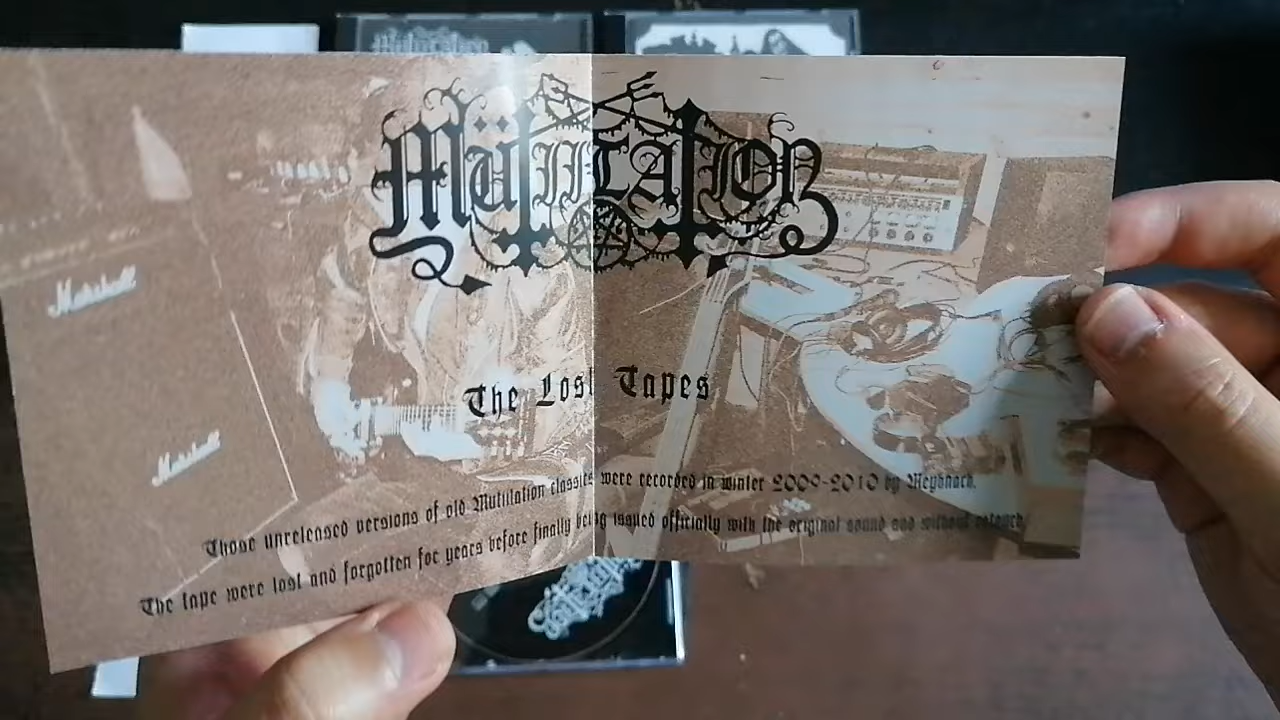 Mütiilation
The Lost Tapes
Those unreleased versions of old Mutiilation classics were recorded in winter 2009-2010 by Meyhnach.
The tape were lost and forgotten for years before finally being issued officially with the original sound and without retouch.
Marshall
Marshall